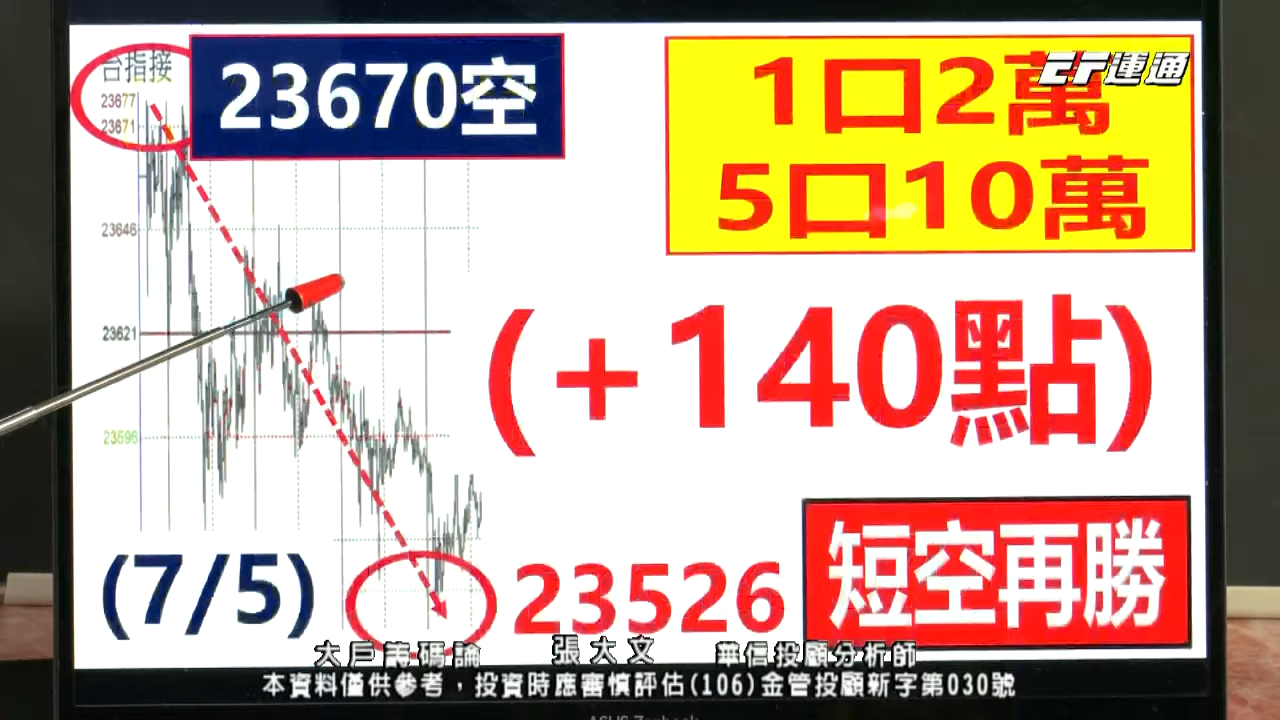 台指接
23677
23671
23670空
1口2萬
5口10萬
運通
23646
23621
(+140點)
23596
(7/5)
23526
短空再勝
大戶籌碼論 張大文 華信投顧分析師
本資料僅供參考，投資時應審慎評估(106)金管投顧新字第030號
ASUS Zenbook